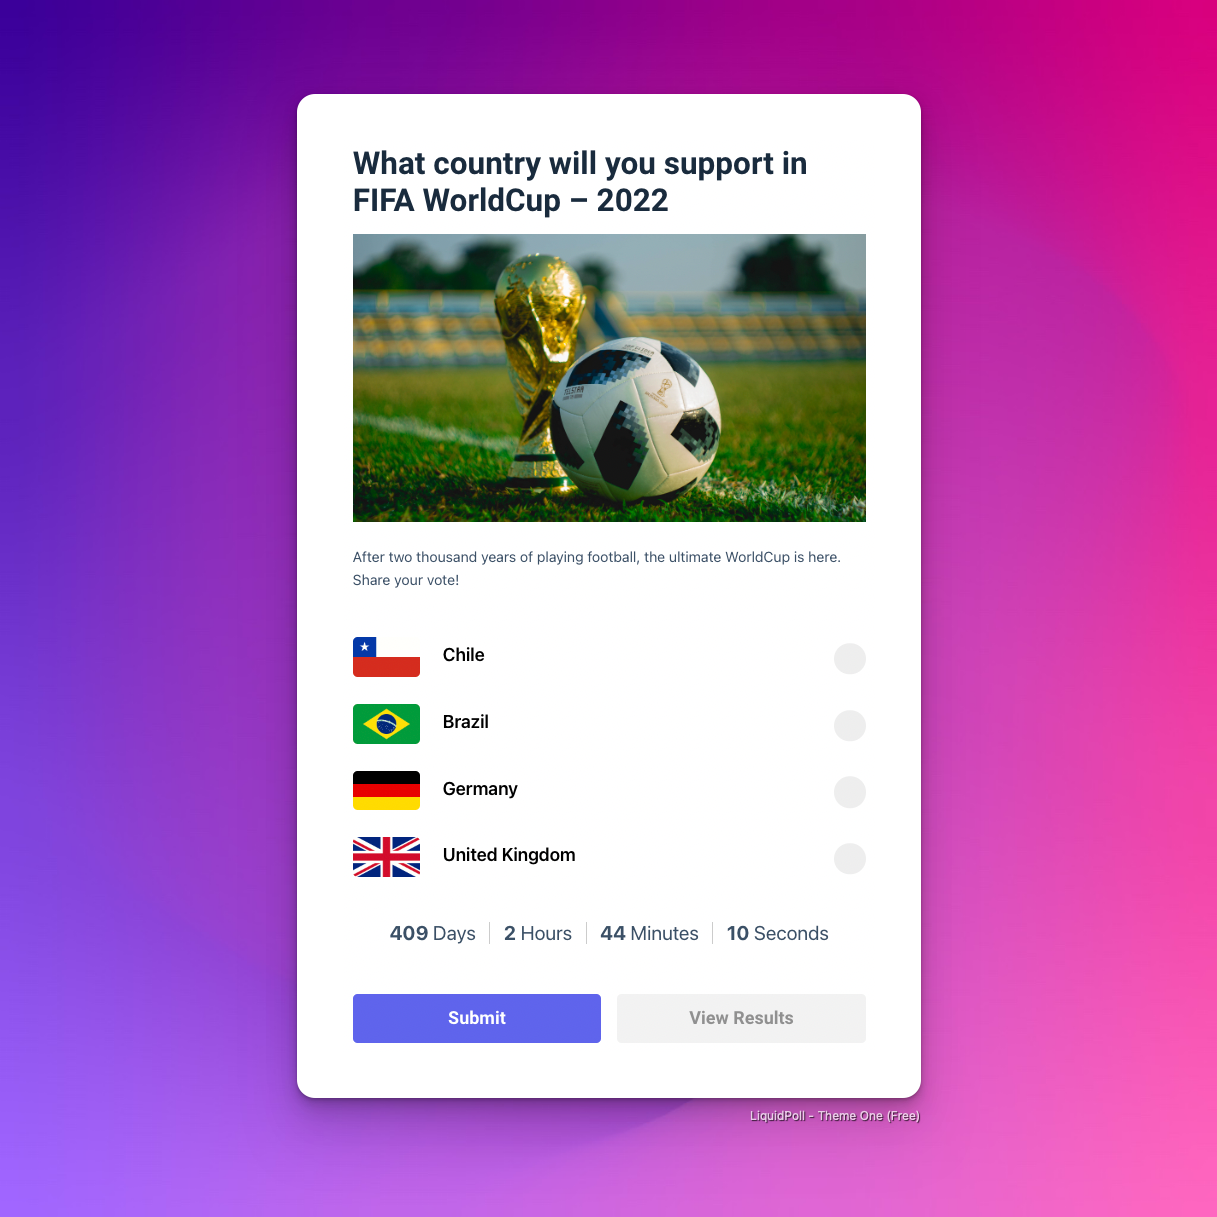 What country will you support in
FIFA WorldCup – 2022
TELSTAR
After two thousand years of playing football, the ultimate WorldCup is here.
Share your vote!
Chile
Brazil
Germany
United Kingdom
409 Days 2 Hours 44 Minutes 10 Seconds
Submit View Results
LiquidPoll - Theme One (Free)